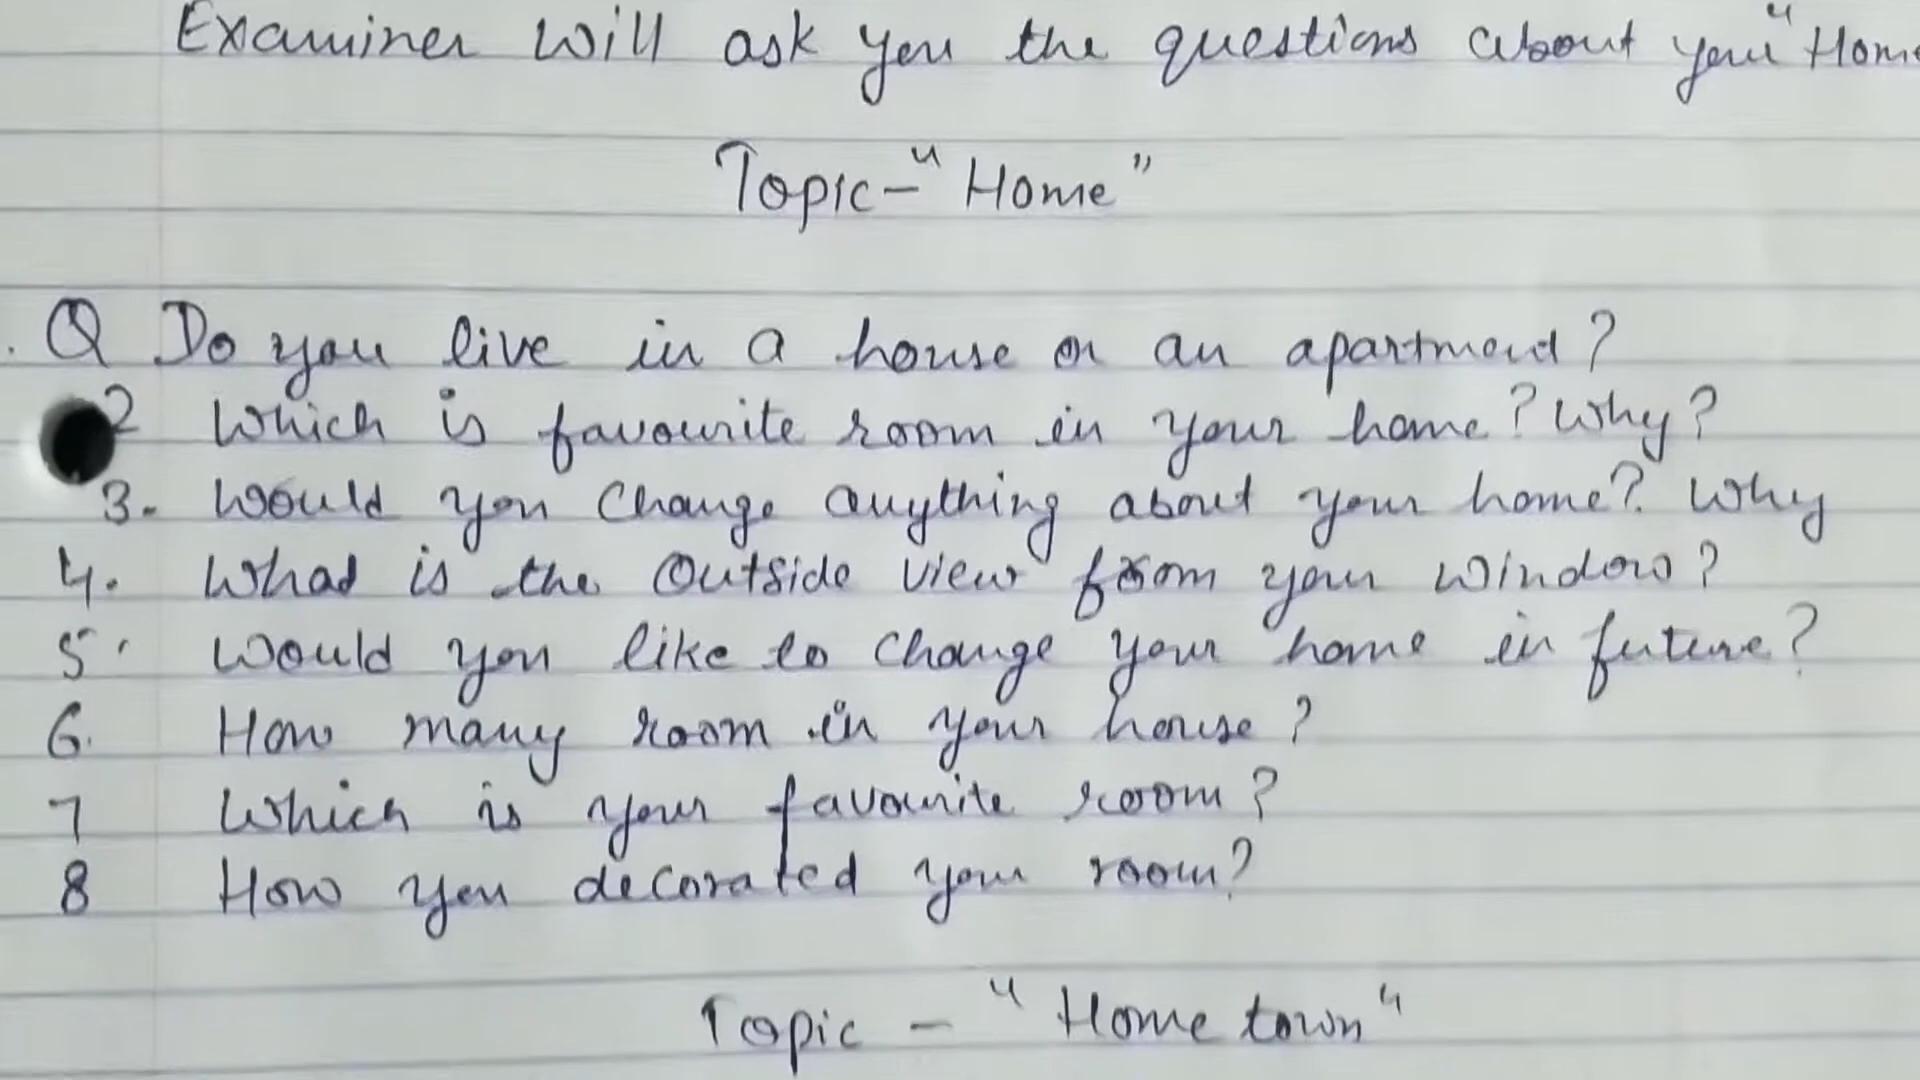 Examiner will ask you the questions about your "Home
Topic - "Home"
Q Do you live in a house or an apartment?
2 Which is favourite room in your home? Why?
3. Would you change anything about your home? Why
4. What is the outside view from your window?
5. Would you like to change your home in future?
6. How many room in your house?
7 Which is your favourite room?
8 How you decorated your room?
Topic - "Home town"